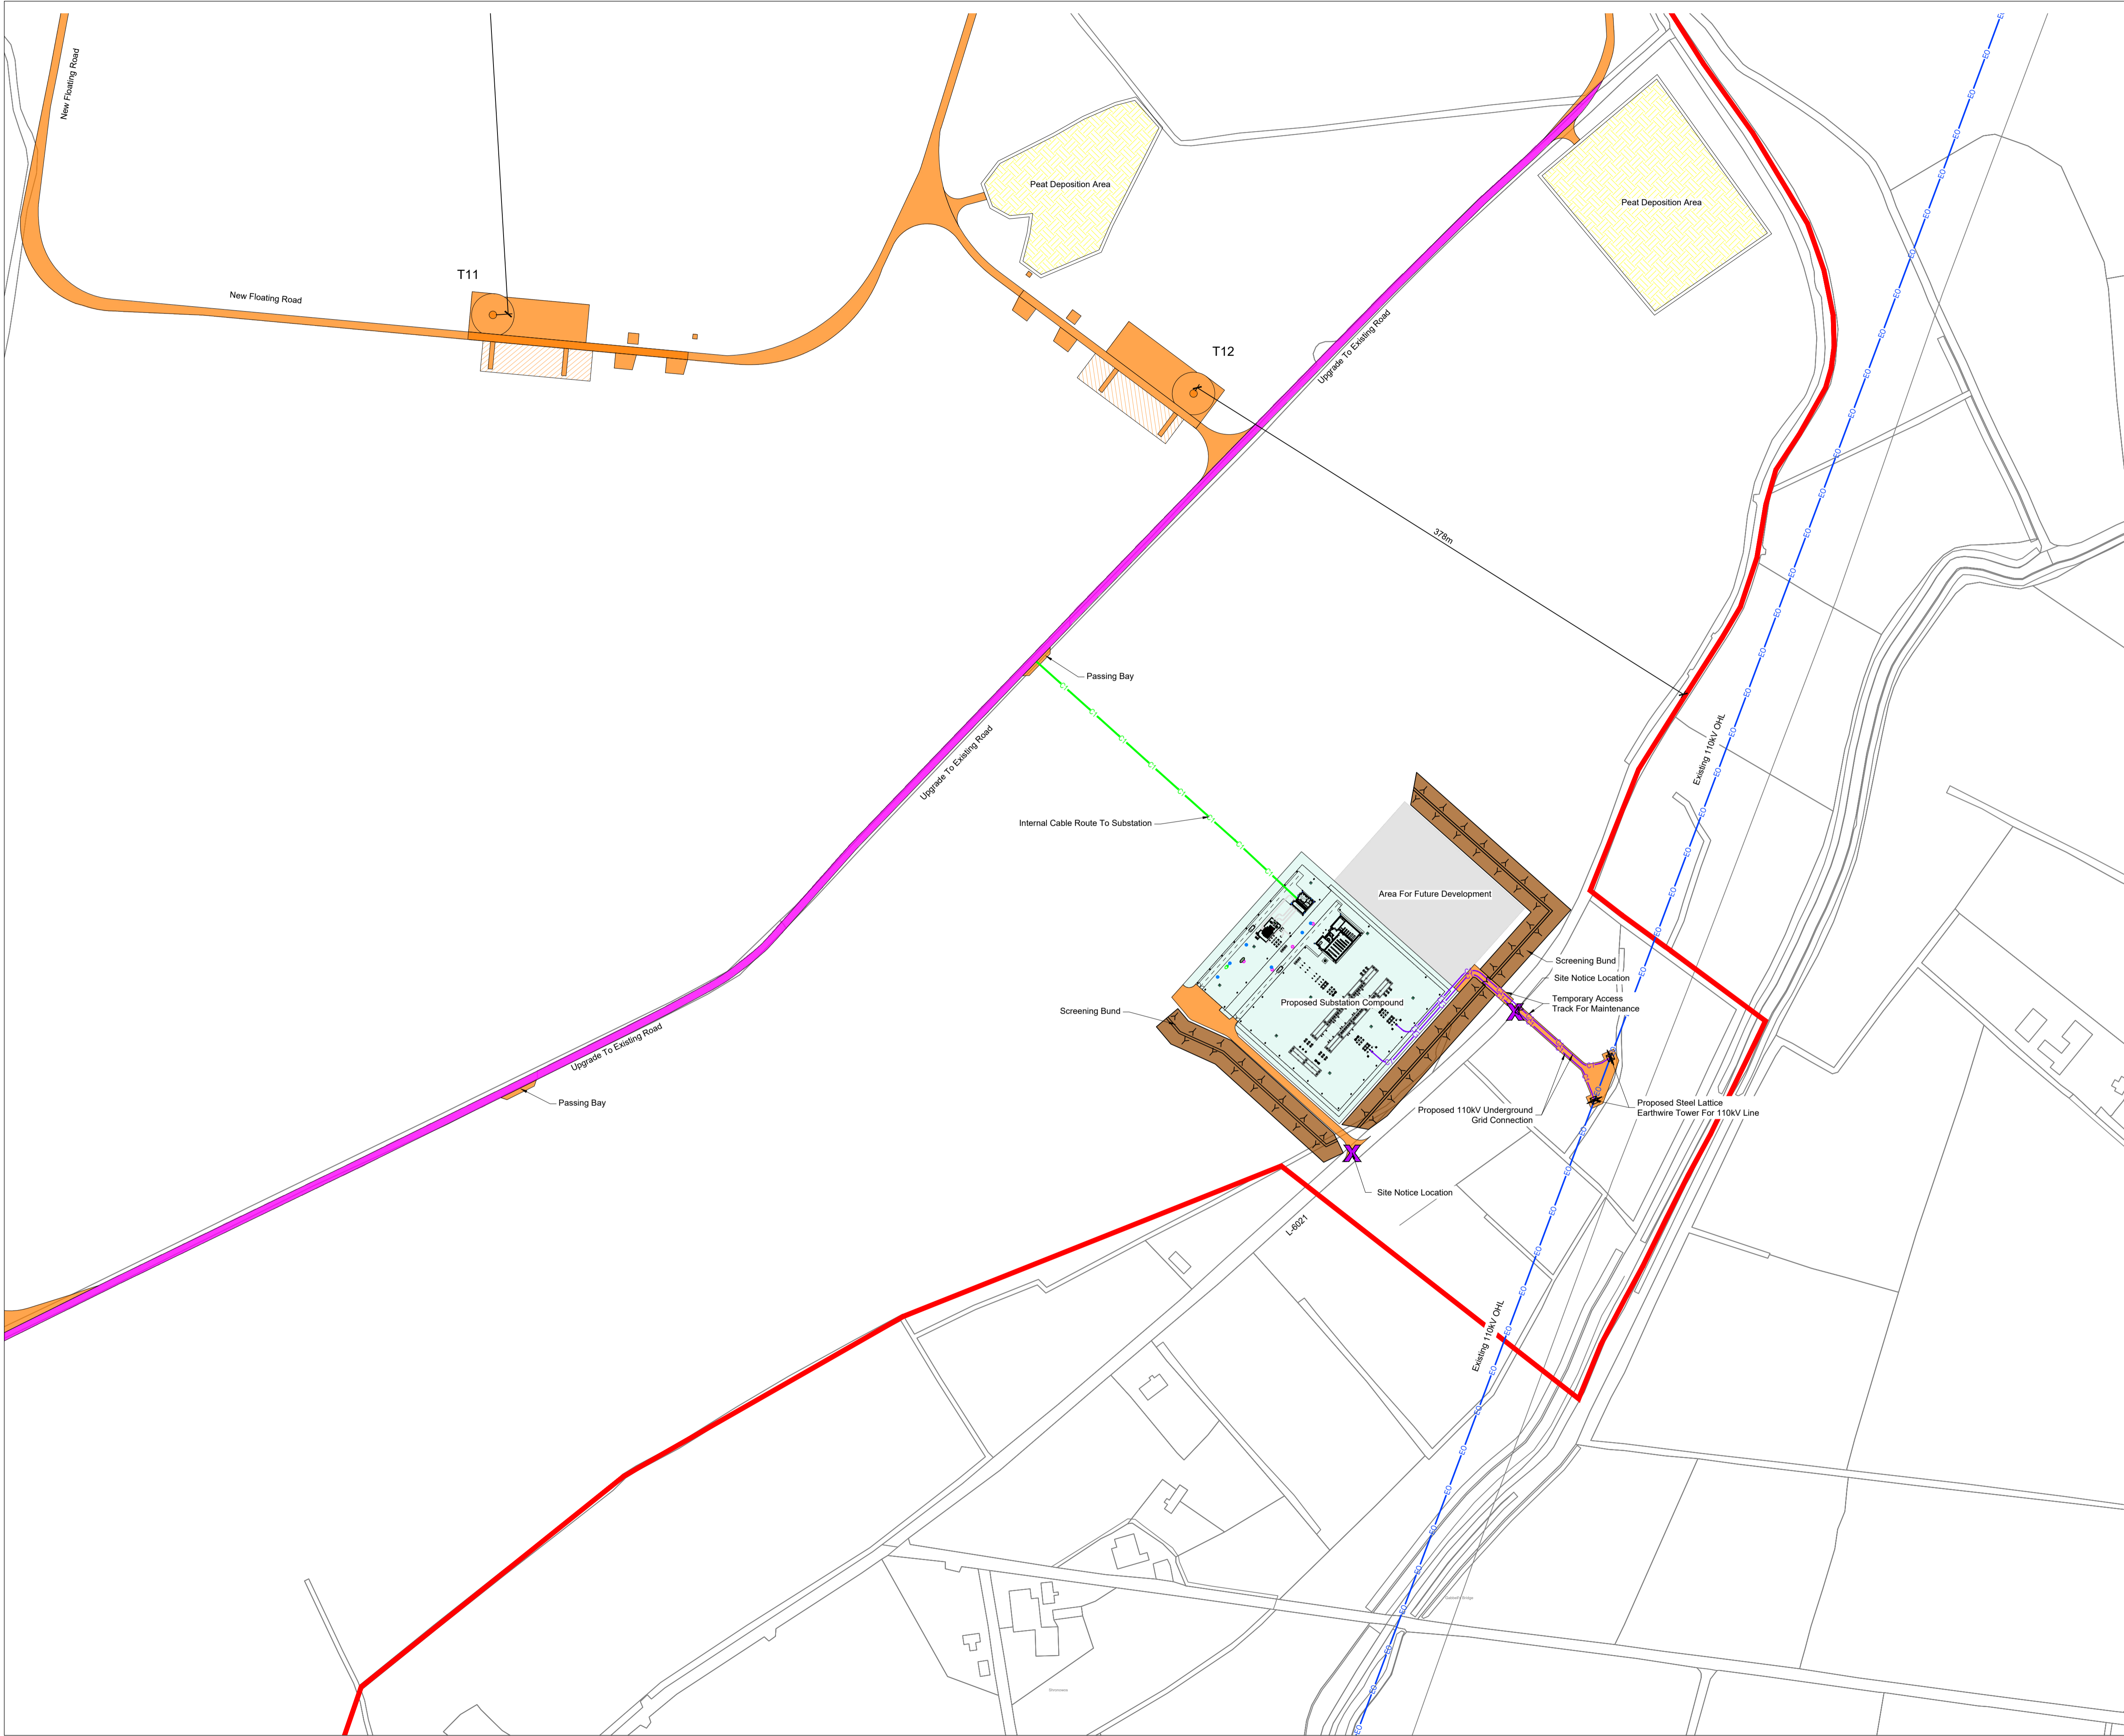 New Floating Road
Peat Deposition Area
Peat Deposition Area
T11
New Floating Road
T12
Upgrade To Existing Road
378m
Passing Bay
Upgrade To Existing Road
Existing 110kV OHL
Internal Cable Route To Substation
Area For Future Development
Screening Bund
Site Notice Location
Temporary Access
Track For Maintenance
Proposed Substation Compound
Screening Bund
Upgrade To Existing Road
Passing Bay
Proposed 110kV Underground
Grid Connection
Proposed Steel Lattice
Earthwire Tower For 110kV Line
Site Notice Location
L-6021
Existing 110kV OHL